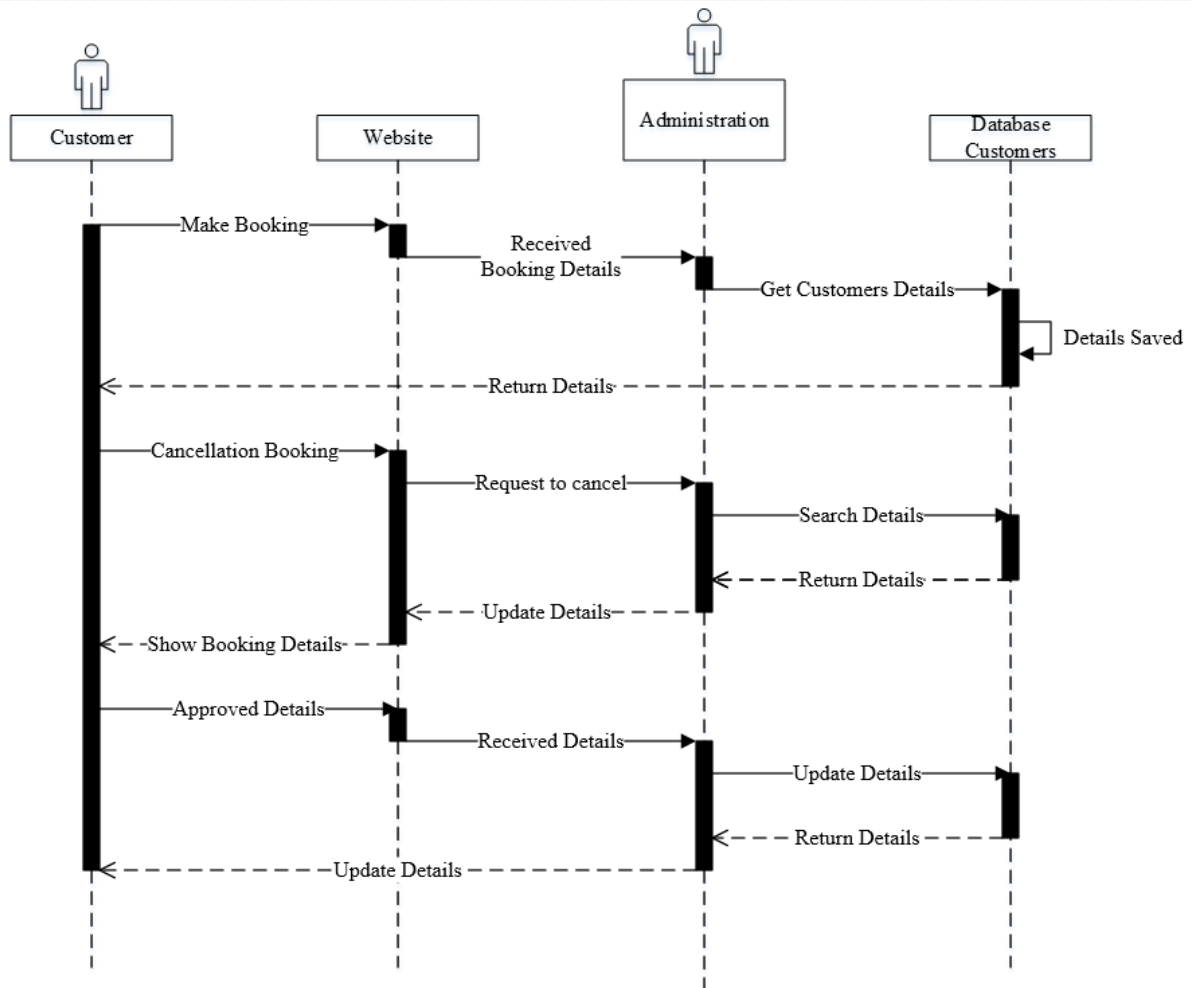 Customer
Website
Administration
Database
Customers
Make Booking
Received
Booking Details
Get Customers Details
Details Saved
Return Details
Cancellation Booking
Request to cancel
Search Details
Return Details
Update Details
Show Booking Details
Approved Details
Received Details
Update Details
Return Details
Update Details